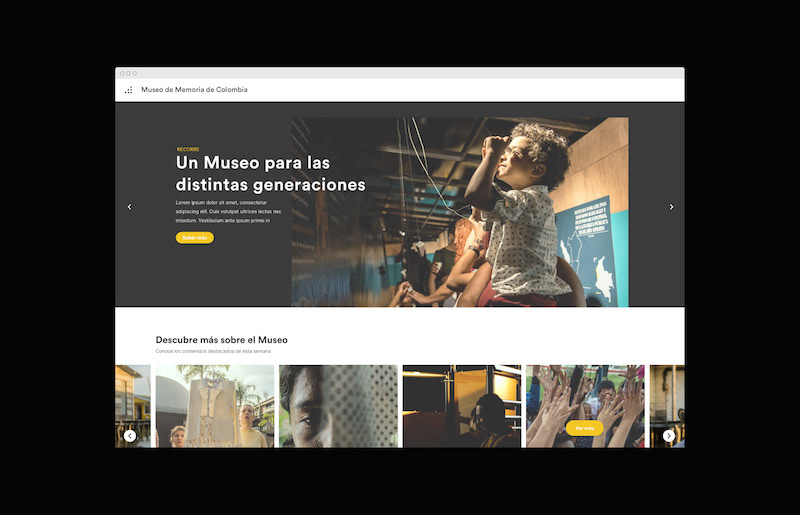 Museo de Memoria de Colombia
RECORRE
Un Museo para las
distintas generaciones
Lorem ipsum dolor sit amet, consectetur
adipiscing elit. Duis volutpat ultrices lectus nec
interdum. Vestibulum ante ipsum primis in
Saber más
Descubre más sobre el Museo
Conoce los contenidos destacados de esta semana
Ver más